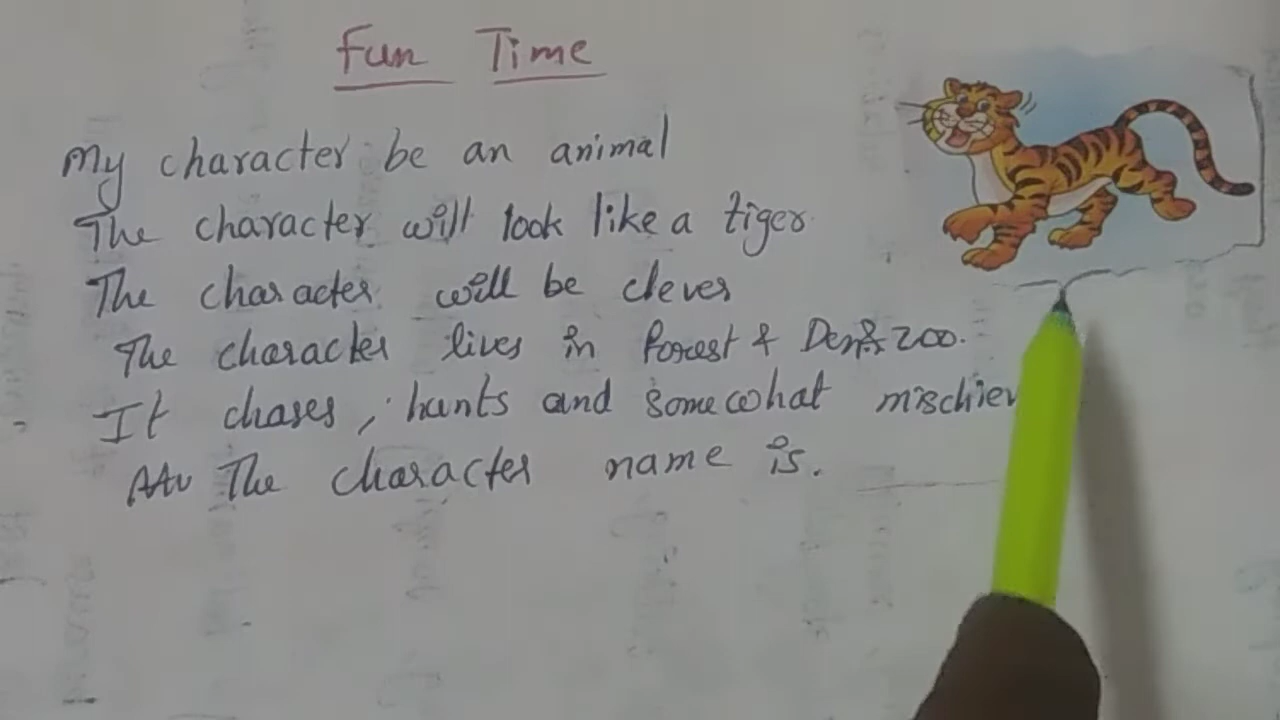 Fun Time
My character be an animal
The character will look like a tiger
The character will be clever
The character lives in forest & Den & zoo.
It chases, hunts and somewhat mischiev
The character name is.